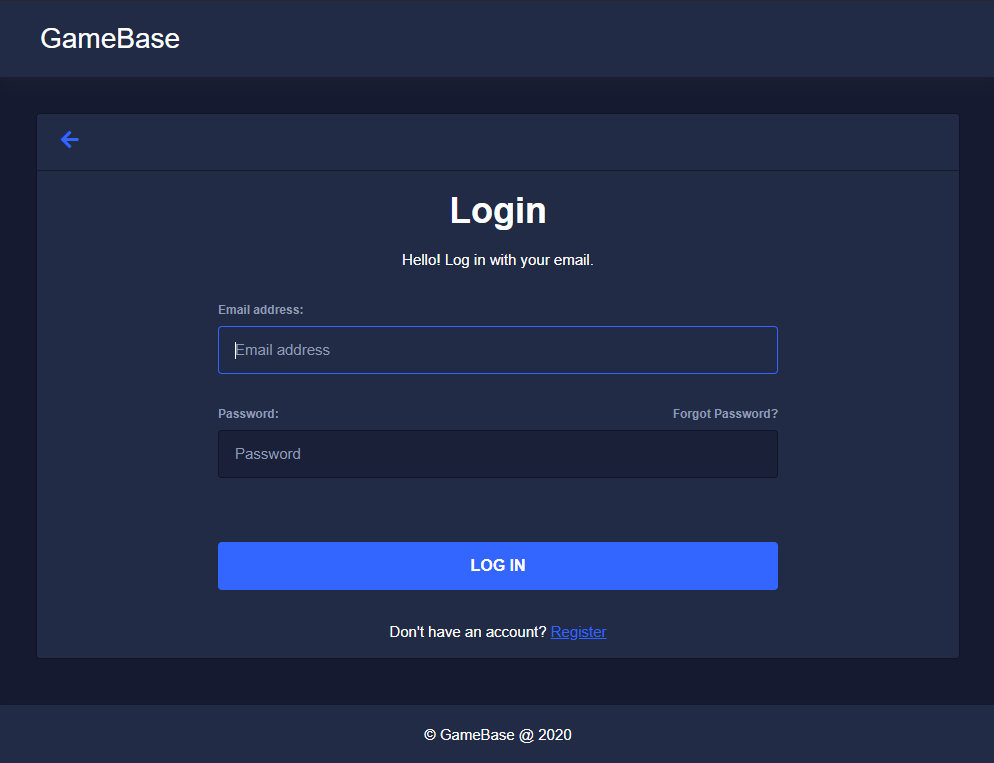 GameBase
Login
Hello! Log in with your email.
Email address:
Email address
Password: Forgot Password?
Password
LOG IN
Don't have an account? Register
© GameBase @ 2020